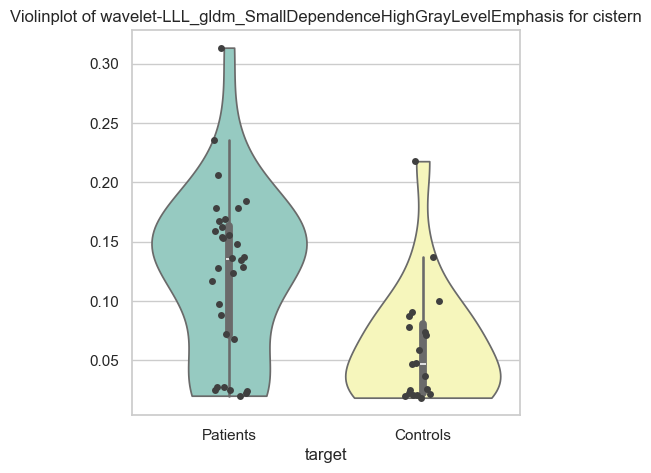 Violinplot of wavelet-LLL_gldm_SmallDependenceHighGrayLevelEmphasis for cistern
0.30
0.25
0.20
0.15
0.10
0.05
Patients Controls
target